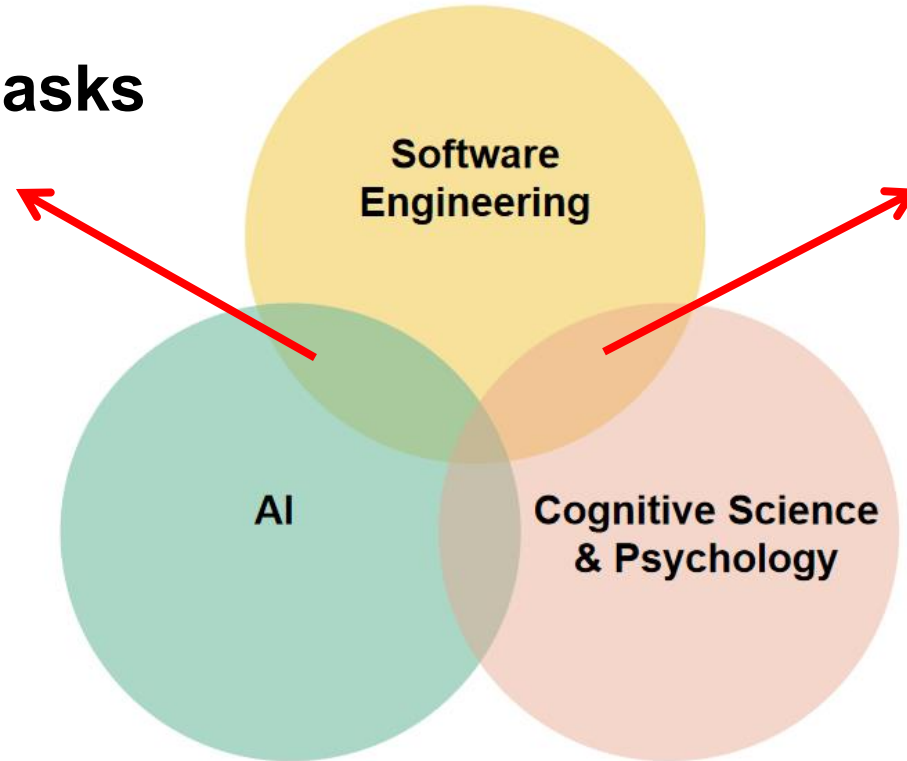 asks
Software
Engineering
AI
Cognitive Science
& Psychology